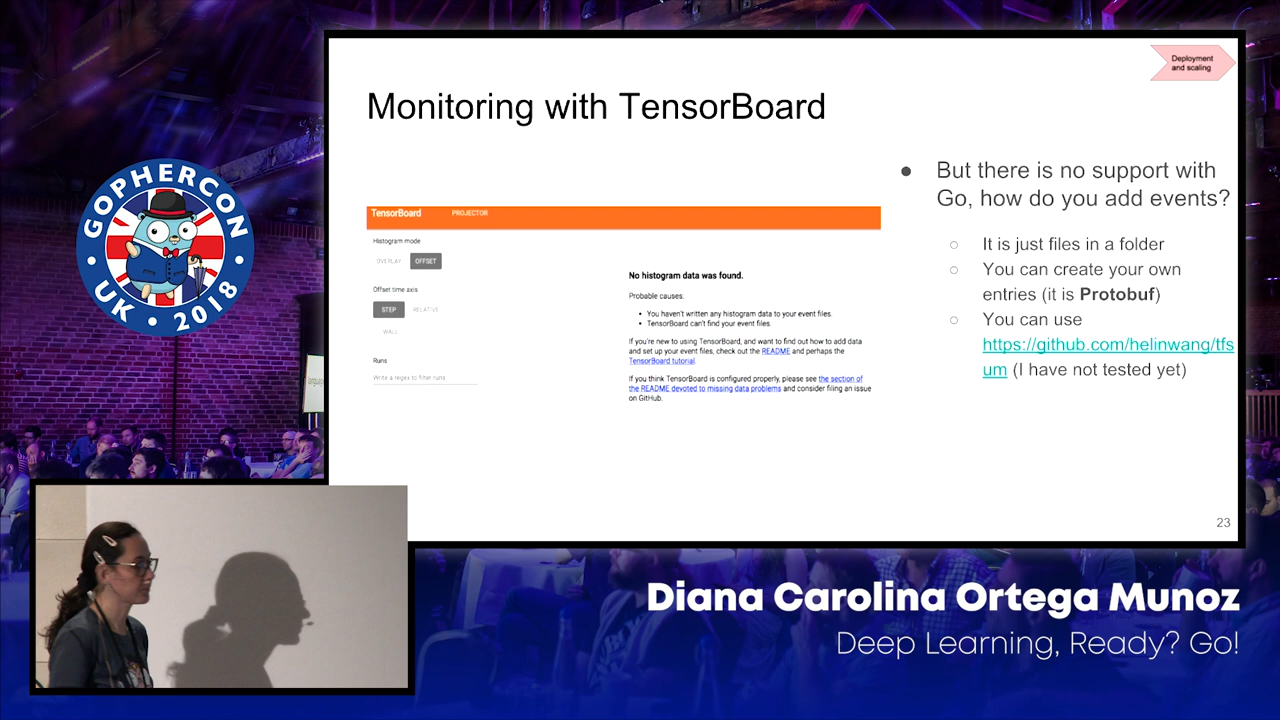 GOPHERCON
UK • 2018
Deployment
and scaling
Monitoring with TensorBoard
TensorBoard PROJECTOR
Histogram mode
OVERLAY OFFSET
Offset time axis
STEP RELATIVE
WALL
Runs
Write a regex to filter runs
No histogram data was found.
Probable causes:
• You haven't written any histogram data to your event files.
• TensorBoard can't find your event files.
If you're new to using TensorBoard, and want to find out how to add data
and set up your event files, check out the README and perhaps the
TensorBoard tutorial.
If you think TensorBoard is configured properly, please see the section of
the README devoted to missing data problems and consider filing an issue
on GitHub.
● But there is no support with
Go, how do you add events?
○ It is just files in a folder
○ You can create your own
entries (it is Protobuf)
○ You can use
https://github.com/helinwang/tfs
um (I have not tested yet)
23
Diana Carolina Ortega Munoz
Deep Learning, Ready? Go!